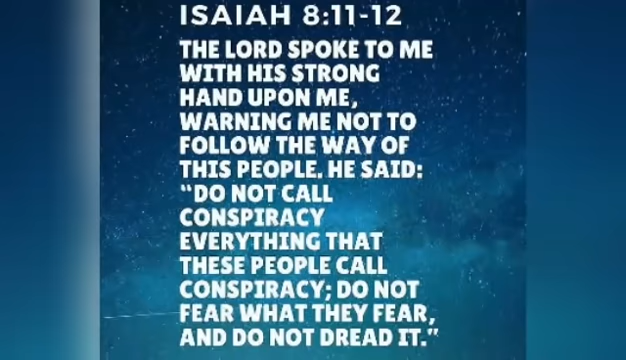 ISAIAH 8:11-12
THE LORD SPOKE TO ME
WITH HIS STRONG
HAND UPON ME,
WARNING ME NOT TO
FOLLOW THE WAY OF
THIS PEOPLE. HE SAID:
“DO NOT CALL
CONSPIRACY
EVERYTHING THAT
THESE PEOPLE CALL
CONSPIRACY; DO NOT
FEAR WHAT THEY FEAR,
AND DO NOT DREAD IT.”